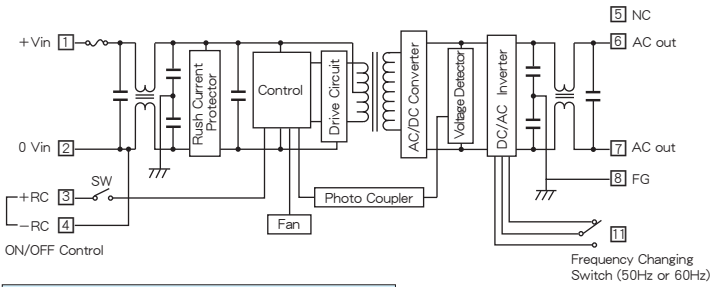 5 NC
+Vin 1
6 AC out
Rush Current Protector
Control
Drive Circuit
AC/DC Converter
Voltage Detector
DC/AC Inverter
0 Vin 2
7 AC out
SW
8 FG
+RC 3
Photo Coupler
−RC 4
Fan
11
ON/OFF Control
Frequency Changing
Switch (50Hz or 60Hz)